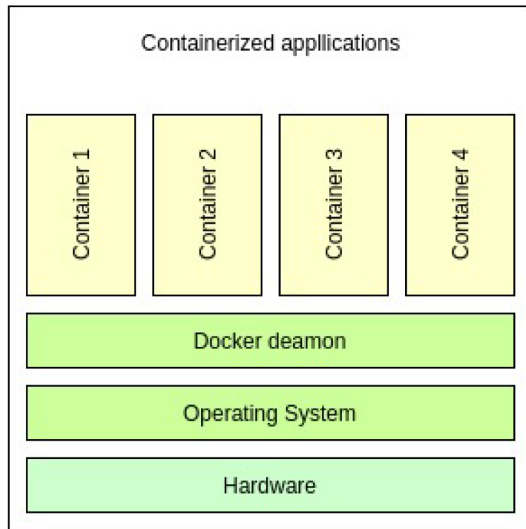 Containerized appllications
Container 1
Container 2
Container 3
Container 4
Docker deamon
Operating System
Hardware